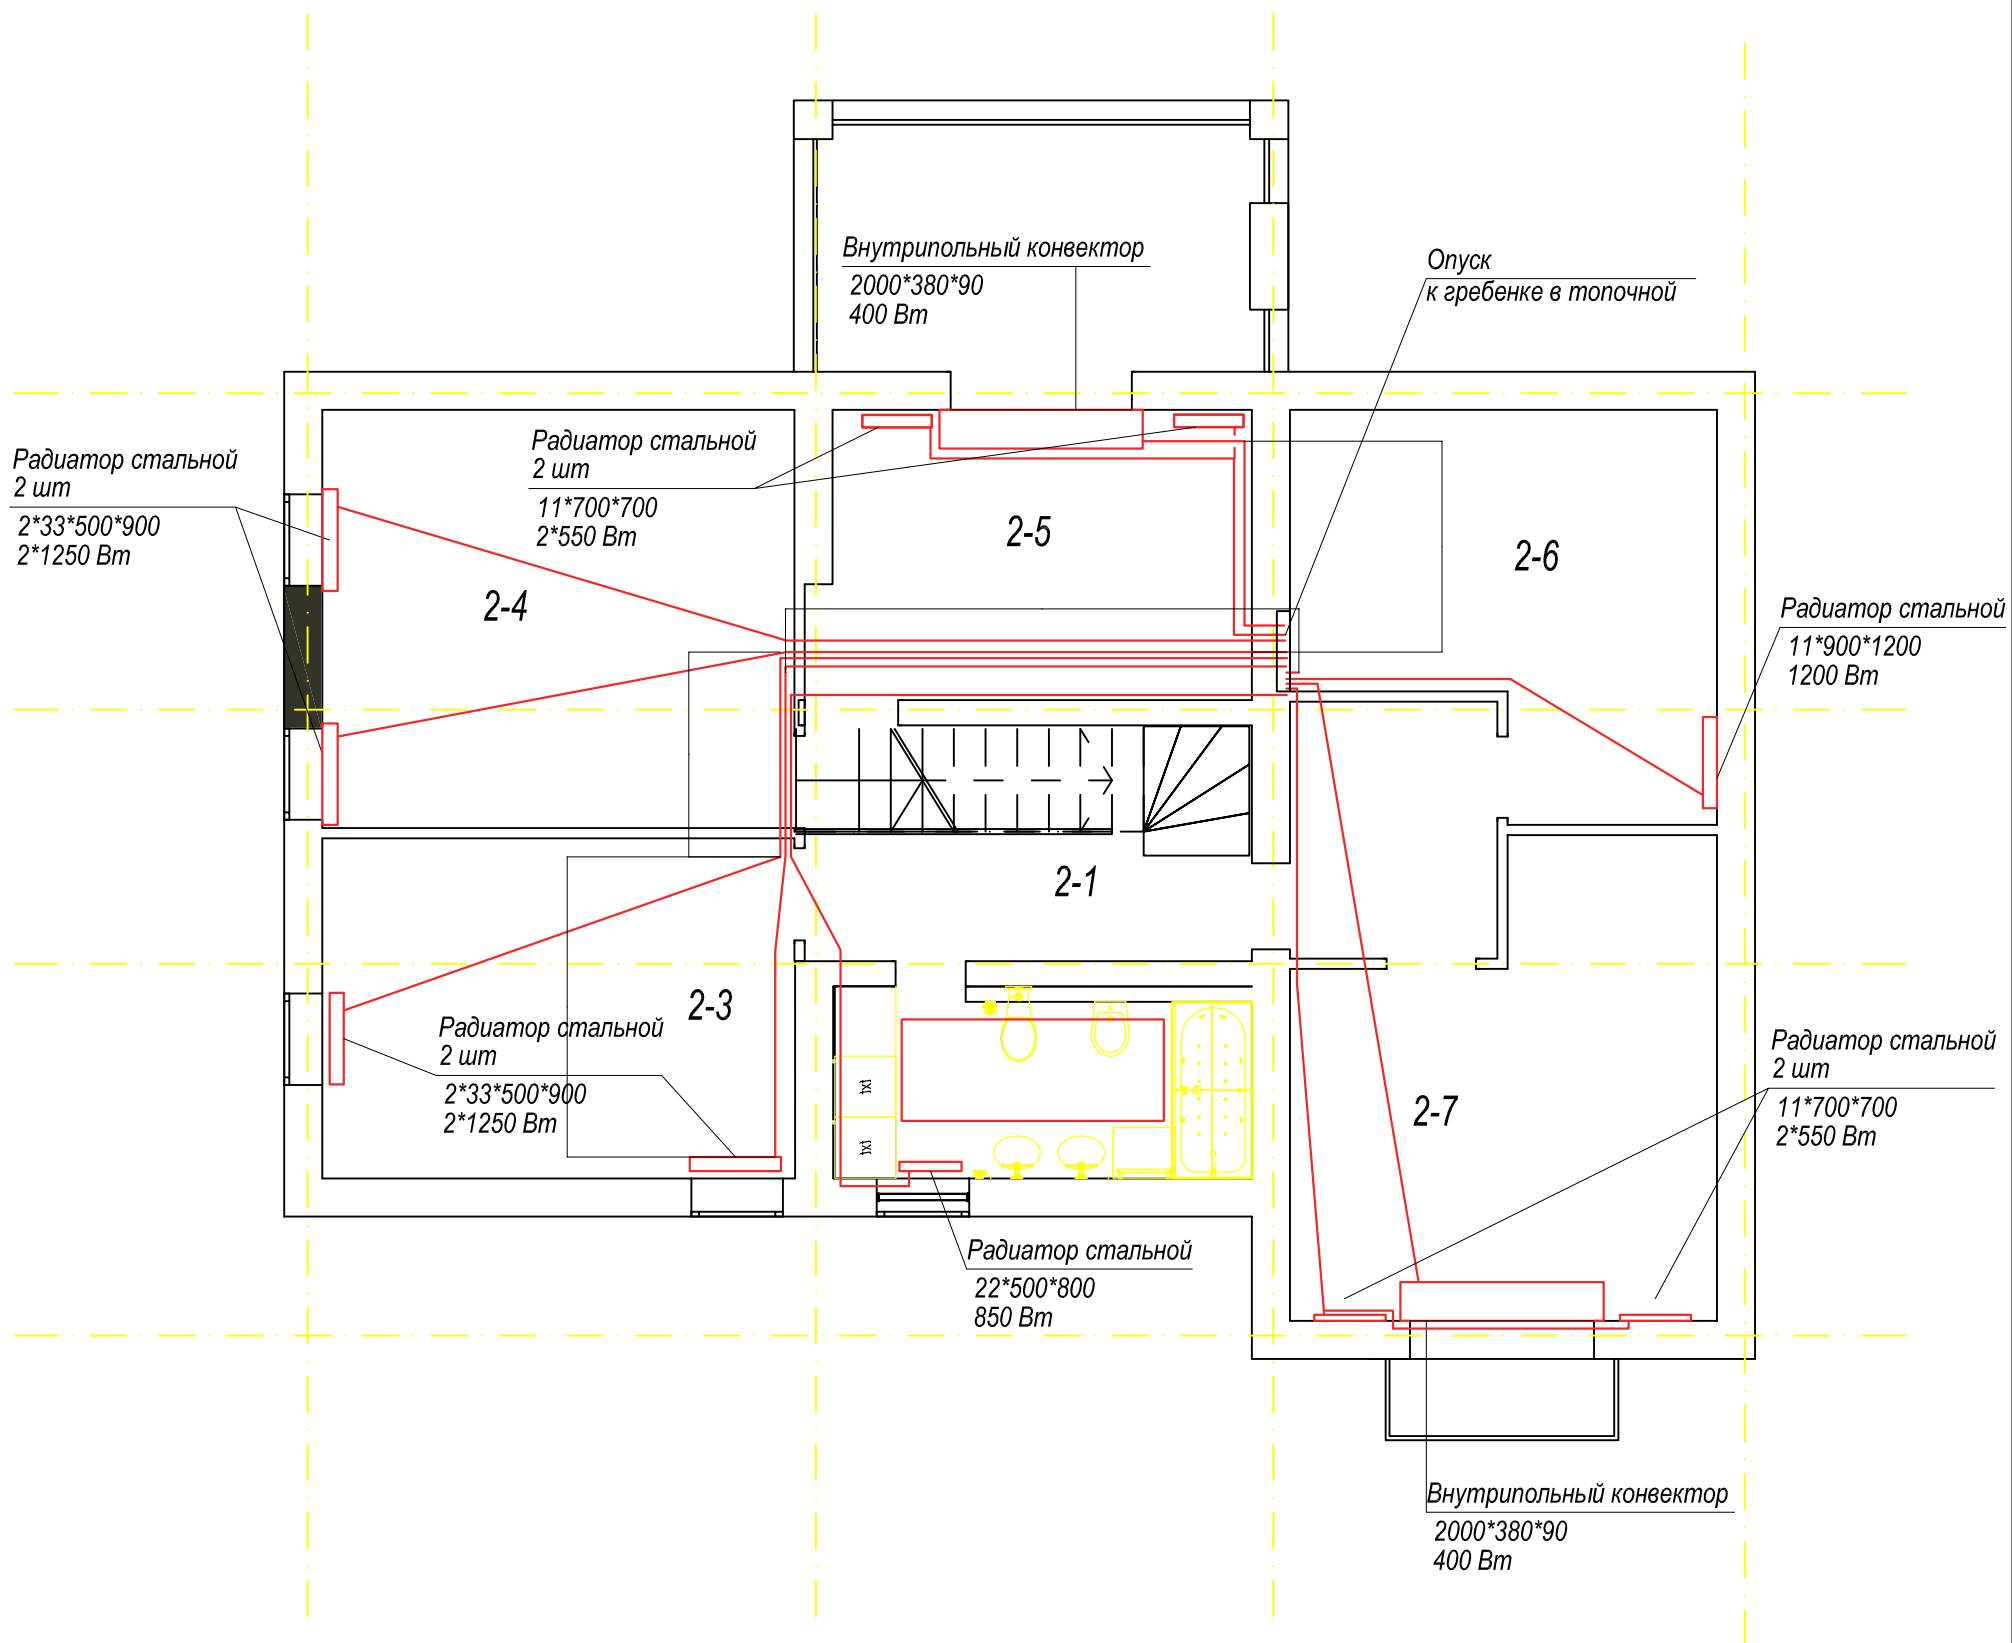 Внутрипольный конвектор
2000*380*90
400 Вт
Опуск
к гребенке в топочной
Радиатор стальной
2 шт
2*33*500*900
2*1250 Вт
Радиатор стальной
2 шт
11*700*700
2*550 Вт
2-5
2-6
2-4
Радиатор стальной
11*900*1200
1200 Вт
2-1
2-3
Радиатор стальной
2 шт
2*33*500*900
2*1250 Вт
txt
txt
2-7
Радиатор стальной
2 шт
11*700*700
2*550 Вт
Радиатор стальной
22*500*800
850 Вт
Внутрипольный конвектор
2000*380*90
400 Вт